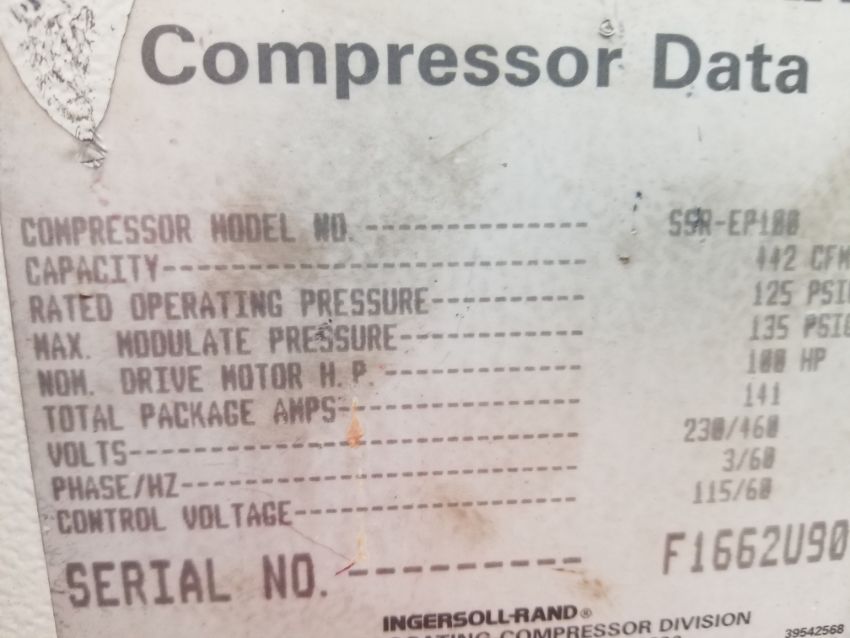 Compressor Data
COMPRESSOR MODEL NO.-------------- SSR-EP100
CAPACITY--------------------------- 442 CFM
RATED OPERATING PRESSURE---------- 125 PSI
MAX. MODULATE PRESSURE------------ 135 PSIG
NOM. DRIVE MOTOR H.P.------------- 100 HP
TOTAL PACKAGE AMPS---------------- 141
VOLTS----------------------------- 230/460
PHASE/HZ-------------------------- 3/60
CONTROL VOLTAGE------------------- 115/60
SERIAL NO.---------- F1662U90
INGERSOLL-RAND®
COMPRESSOR DIVISION
39542568